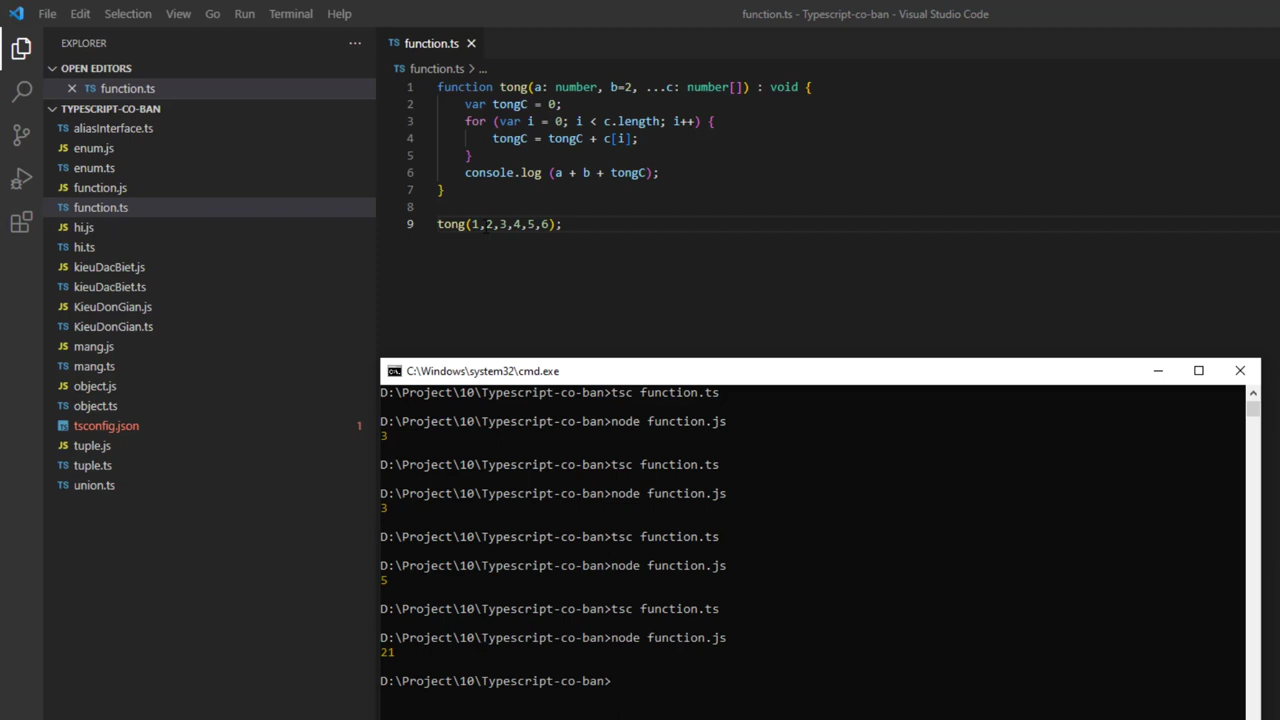 File Edit Selection View Go Run Terminal Help
function.ts - Typescript-co-ban - Visual Studio Code
EXPLORER ...
OPEN EDITORS
TS function.ts
TYPESCRIPT-CO-BAN
TS aliasInterface.ts
JS enum.js
TS enum.ts
JS function.js
TS function.ts
JS hi.js
TS hi.ts
JS kieuDacBiet.js
TS kieuDacBiet.ts
JS KieuDonGian.js
TS KieuDonGian.ts
JS mang.js
TS mang.ts
JS object.js
TS object.ts
tsconfig.json 1
JS tuple.js
TS tuple.ts
TS union.ts
TS function.ts
TS function.ts > ...
1 function tong(a: number, b=2, ...c: number[]) : void {
2 var tongC = 0;
3 for (var i = 0; i < c.length; i++) {
4 tongC = tongC + c[i];
5 }
6 console.log (a + b + tongC);
7 }
8
9 tong(1,2,3,4,5,6);
C:\Windows\system32\cmd.exe
D:\Project\10\Typescript-co-ban>tsc function.ts
D:\Project\10\Typescript-co-ban>node function.js
3
D:\Project\10\Typescript-co-ban>tsc function.ts
D:\Project\10\Typescript-co-ban>node function.js
3
D:\Project\10\Typescript-co-ban>tsc function.ts
D:\Project\10\Typescript-co-ban>node function.js
5
D:\Project\10\Typescript-co-ban>tsc function.ts
D:\Project\10\Typescript-co-ban>node function.js
21
D:\Project\10\Typescript-co-ban>